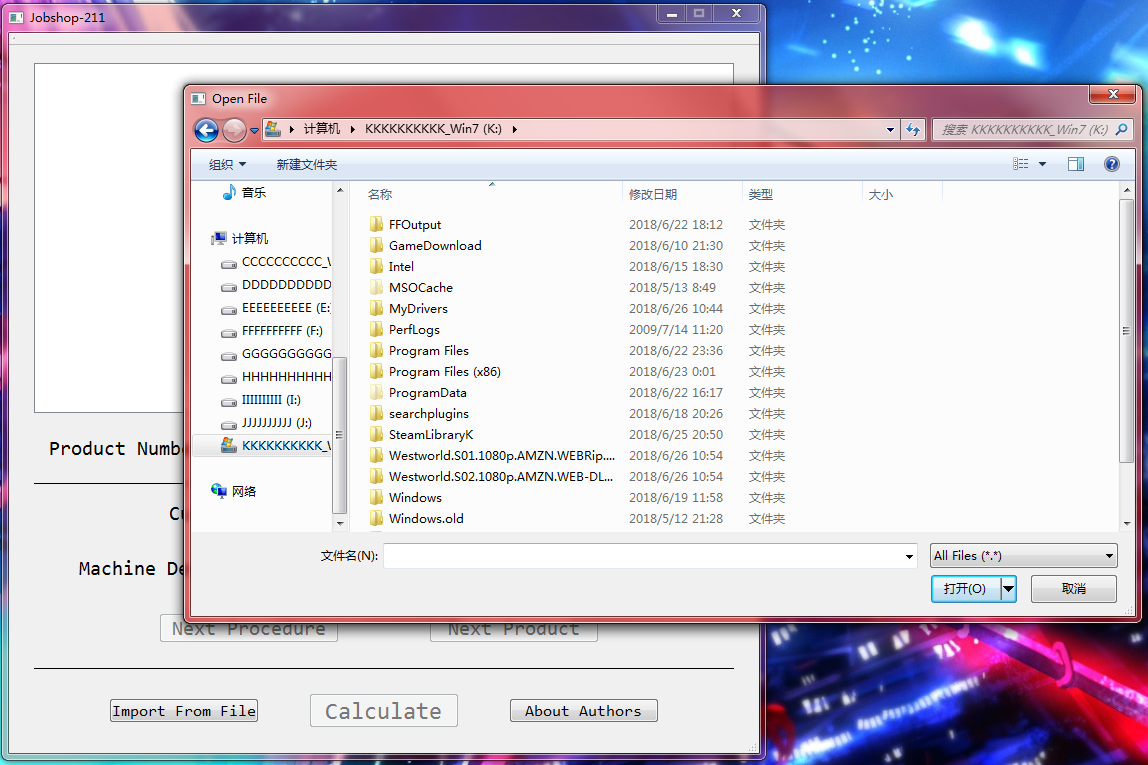 Jobshop-211
Open File
计算机 KKKKKKKKKK_Win7 (K:)
搜索 KKKKKKKKKK_Win7 (K:)
组织 新建文件夹
音乐
计算机
CCCCCCCCCC_
DDDDDDDDDD
EEEEEEEEEE (E:
FFFFFFFFFF (F:)
GGGGGGGGGG
HHHHHHHHHH
IIIIIIIIII (I:)
JJJJJJJJJJ (J:)
KKKKKKKKKK_
网络
名称 修改日期 类型 大小
FFOutput 2018/6/22 18:12 文件夹
GameDownload 2018/6/10 21:30 文件夹
Intel 2018/6/15 18:30 文件夹
MSOCache 2018/5/13 8:49 文件夹
MyDrivers 2018/6/26 10:44 文件夹
PerfLogs 2009/7/14 11:20 文件夹
Program Files 2018/6/22 23:36 文件夹
Program Files (x86) 2018/6/23 0:01 文件夹
ProgramData 2018/6/22 16:17 文件夹
searchplugins 2018/6/18 20:26 文件夹
SteamLibraryK 2018/6/25 20:50 文件夹
Westworld.S01.1080p.AMZN.WEBRip.... 2018/6/26 10:54 文件夹
Westworld.S02.1080p.AMZN.WEB-DL... 2018/6/26 10:54 文件夹
Windows 2018/6/19 11:58 文件夹
Windows.old 2018/5/12 21:28 文件夹
文件名(N): All Files (*.*)
打开(O) 取消
Product Numb
Cu
Machine De
Next Procedure Next Product
Import From File Calculate About Authors